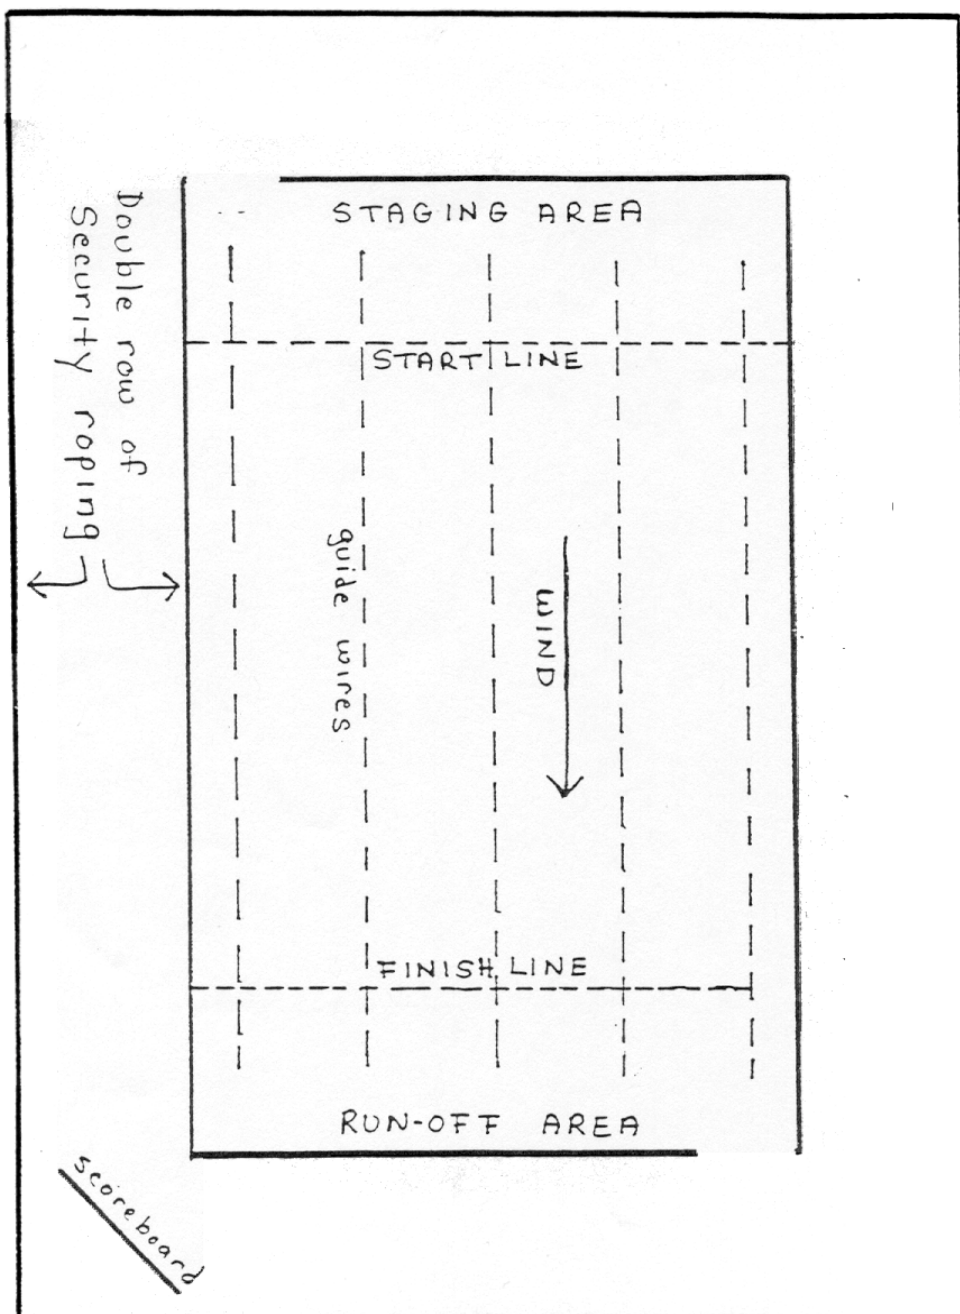 STAGING AREA
START LINE
Double row of
Security roping
guide wires
WIND
FINISH LINE
RUN-OFF AREA
scoreboard